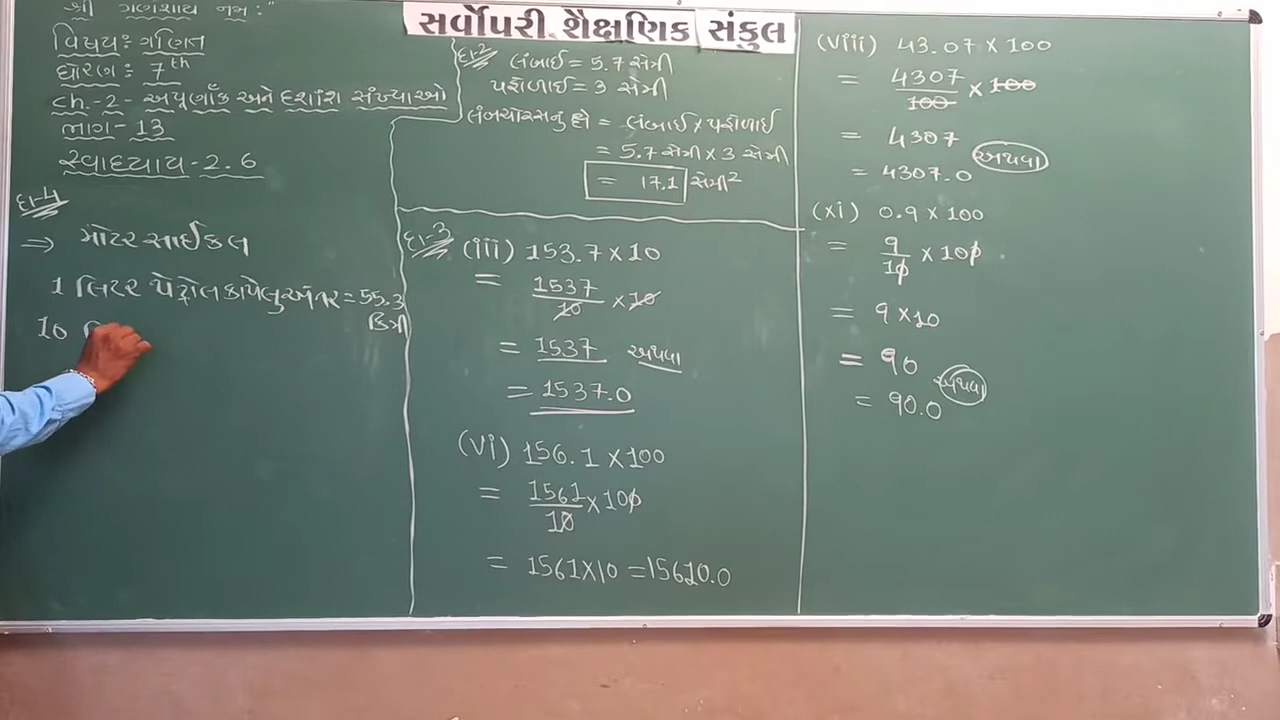 શ્રી ગણેશાય નમઃ"
સર્વોપરી શૈક્ષણિક સંકુલ
વિષય: ગણિત
ધોરણ: 7th
Ch.-2- અપૂર્ણાંક અને દશાંશ સંખ્યાઓ
ભાગ-13
સ્વાધ્યાય-2.6
દા-4
⇒ મોટરસાઈકલ
1 લિટર પેટ્રોલ કાપેલુ અંતર = 55.3
કિમી
10
દા-2 લંબાઈ = 5.7 સેમી
પહોળાઈ = 3 સેમી
લંબચોરસનુ ક્ષે = લંબાઈ x પહોળાઈ
= 5.7 સેમી x 3 સેમી
= 17.1 સેમી²
દા-3 (iii) 153.7 x 10
= 1537/10 x 10
= 1537 અથવા
= 1537.0
(vi) 156.1 x 100
= 1561/10 x 100
= 1561x10 = 15610.0
(viii) 43.07 x 100
= 4307/100 x 100
= 4307 અથવા
= 4307.0
(xi) 0.9 x 100
= 9/10 x 100
= 9 x 10
= 90 અથવા
= 90.0